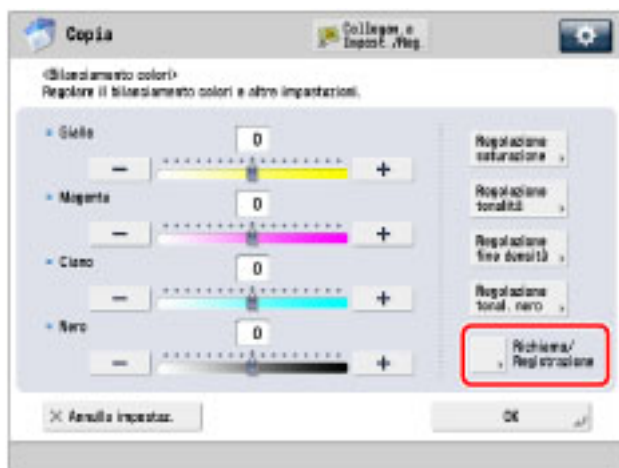 Copia
Collegam. a
Impost./Reg.
<Bilanciamento colori>
Regolare il bilanciamento colori e altre impostazioni.
Giallo
0
Magenta
0
Ciano
0
Nero
0
Regolazione
saturazione
Regolazione
tonalità
Regolazione
fine densità
Regolazione
tonal. nero
Richiama/
Registrazione
Annulla impostaz.
OK